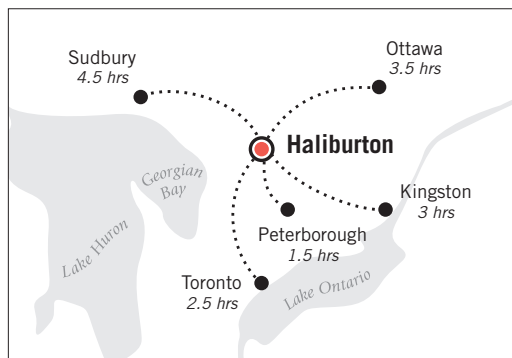 Sudbury
4.5 hrs
Ottawa
3.5 hrs
Haliburton
Georgian
Bay
Kingston
3 hrs
Lake Huron
Peterborough
1.5 hrs
Toronto
2.5 hrs
Lake Ontario